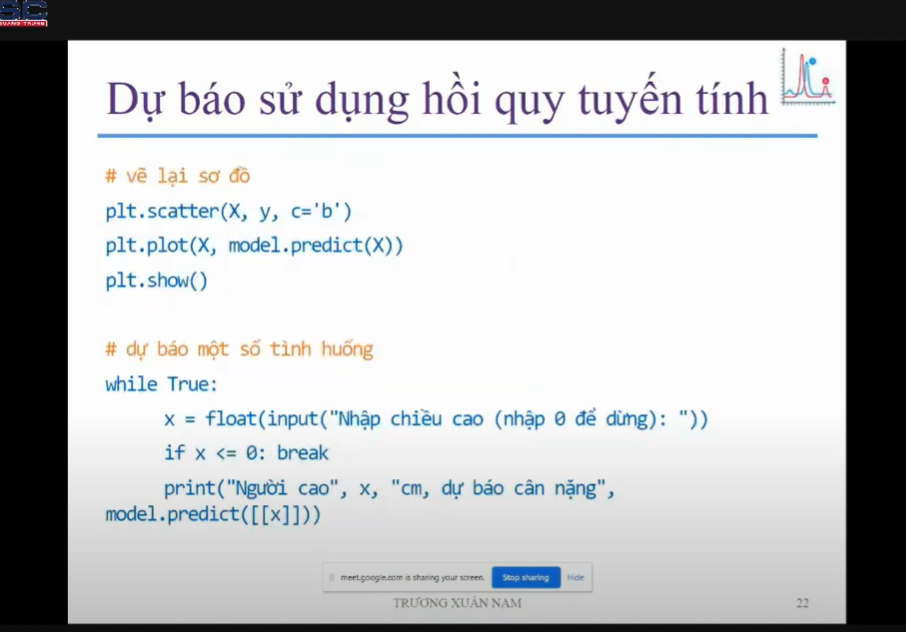 QUANG TRUNG
Dự báo sử dụng hồi quy tuyến tính
# vẽ lại sơ đồ
plt.scatter(X, y, c='b')
plt.plot(X, model.predict(X))
plt.show()
# dự báo một số tình huống
while True:
x = float(input("Nhập chiều cao (nhập 0 để dừng): "))
if x <= 0: break
print("Người cao", x, "cm, dự báo cân nặng",
model.predict([[x]]))
meet.google.com is sharing your screen. Stop sharing Hide
TRƯƠNG XUÂN NAM 22